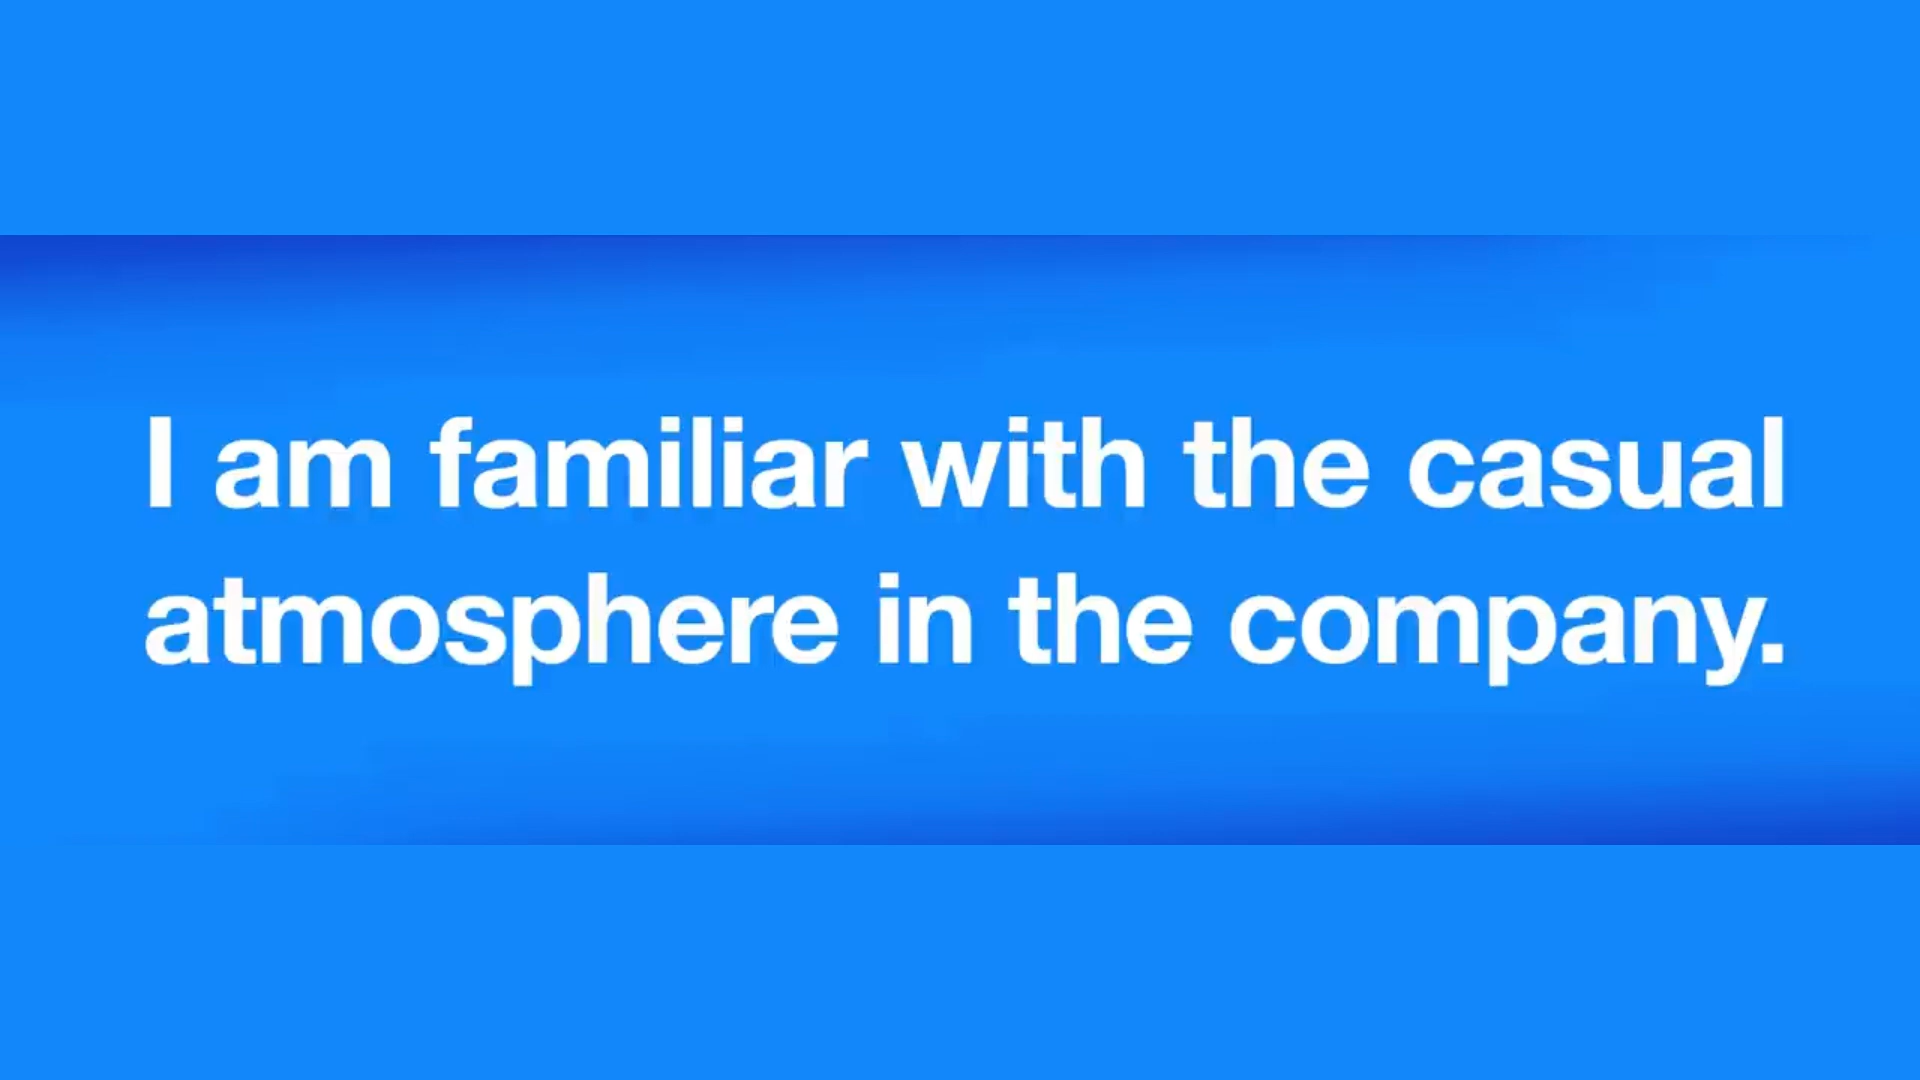 I am familiar with the casual
atmosphere in the company.